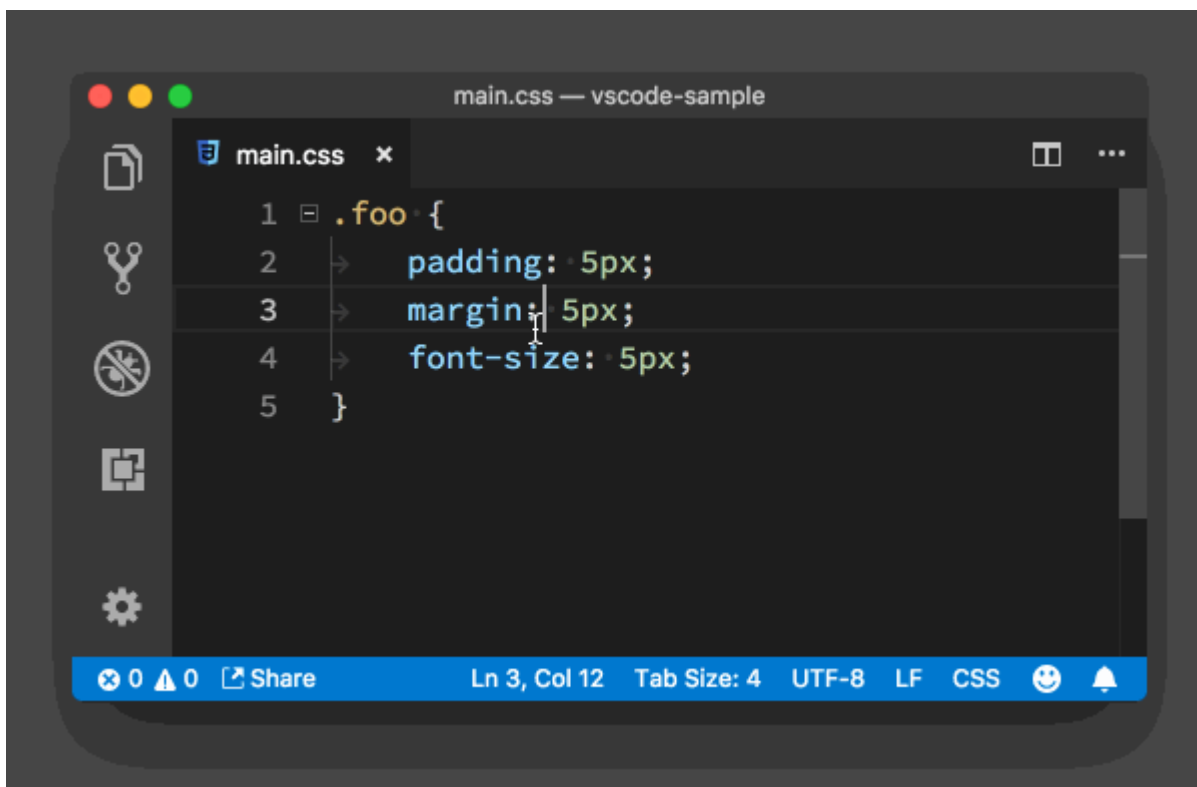 main.css — vscode-sample
main.css ×
1 .foo {
2 padding: 5px;
3 margin: 5px;
4 font-size: 5px;
5 }
0 0 Share Ln 3, Col 12 Tab Size: 4 UTF-8 LF CSS